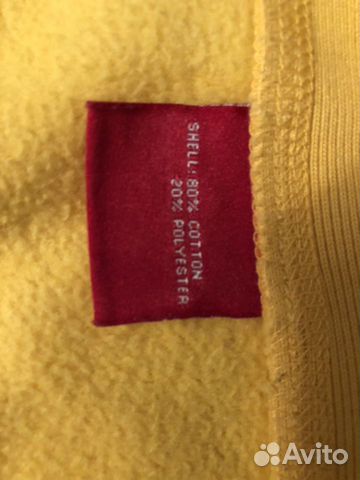 SHELL: 80% COTTON
20% POLYESTER
Avito